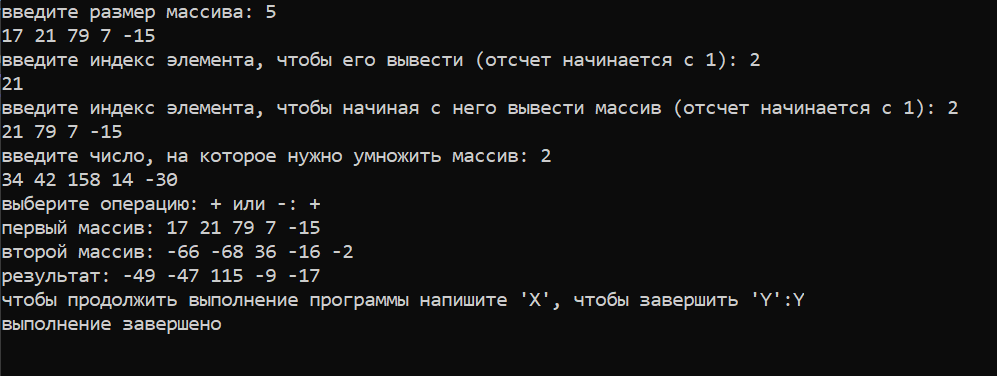 введите размер массива: 5
17 21 79 7 -15
введите индекс элемента, чтобы его вывести (отсчет начинается с 1): 2
21
введите индекс элемента, чтобы начиная с него вывести массив (отсчет начинается с 1): 2
21 79 7 -15
введите число, на которое нужно умножить массив: 2
34 42 158 14 -30
выберите операцию: + или -: +
первый массив: 17 21 79 7 -15
второй массив: -66 -68 36 -16 -2
результат: -49 -47 115 -9 -17
чтобы продолжить выполнение программы напишите 'X', чтобы завершить 'Y':Y
выполнение завершено